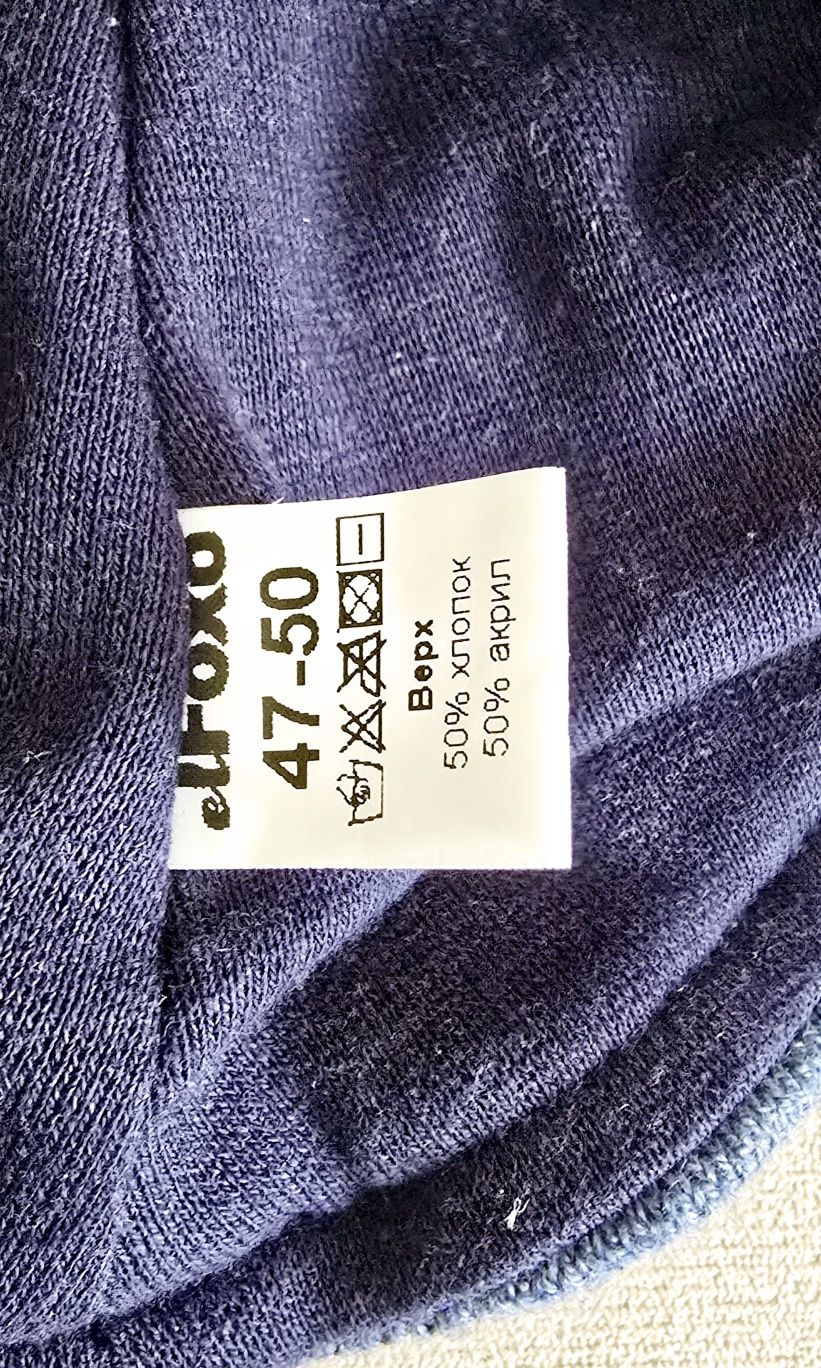 elFoxo
47-50
Верх
50% хлопок
50% акрил